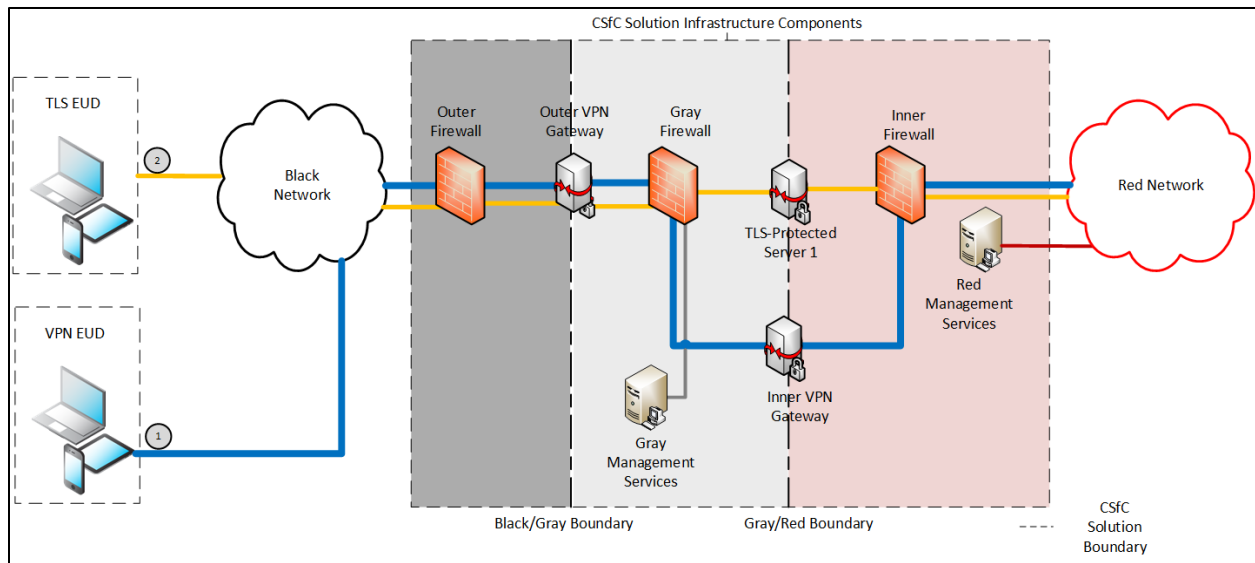 CSfC Solution Infrastructure Components
TLS EUD
2
Black
Network
Outer
Firewall
Outer VPN
Gateway
Gray
Firewall
Inner
Firewall
Red Network
TLS-Protected
Server 1
Red
Management
Services
VPN EUD
1
Inner VPN
Gateway
Gray
Management
Services
Black/Gray Boundary
Gray/Red Boundary
CSfC
Solution
Boundary